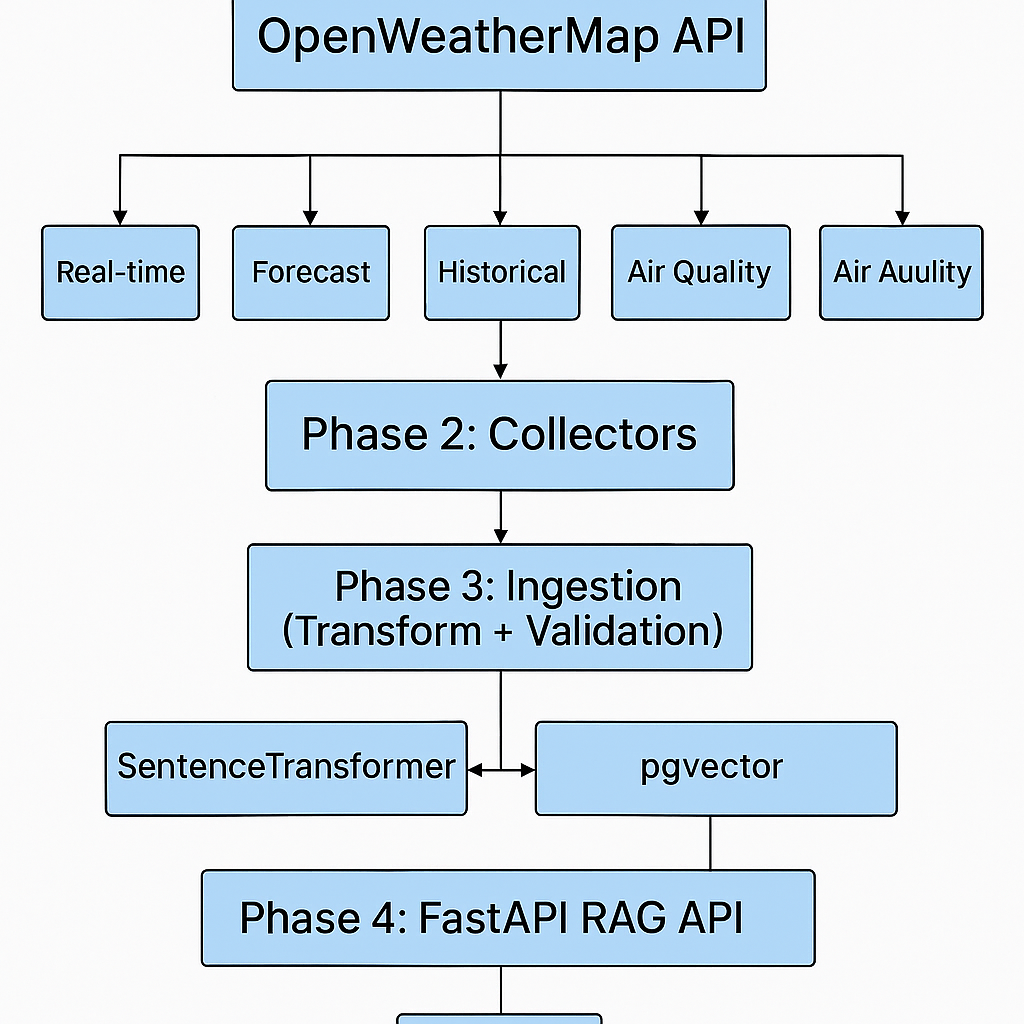 OpenWeatherMap API
Real-time
Forecast
Historical
Air Quality
Air Auulity
Phase 2: Collectors
Phase 3: Ingestion
(Transform + Validation)
SentenceTransformer
pgvector
Phase 4: FastAPI RAG API